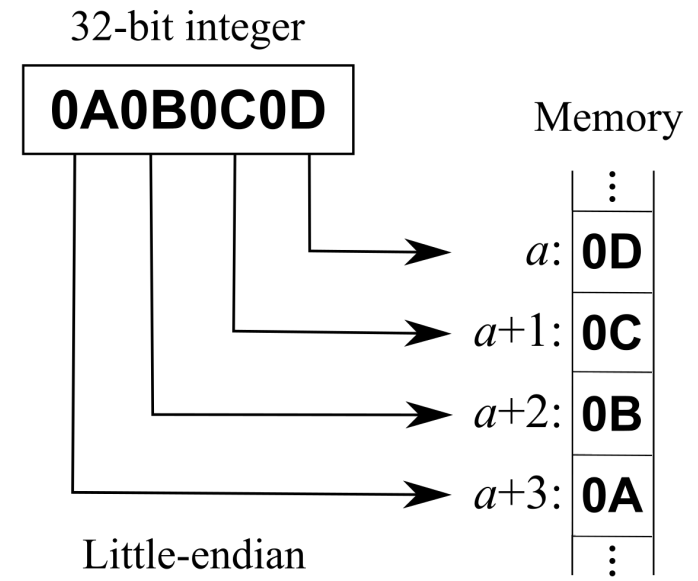 32-bit integer
0A0B0C0D
Memory
a: 0D
a+1: 0C
a+2: 0B
a+3: 0A
Little-endian